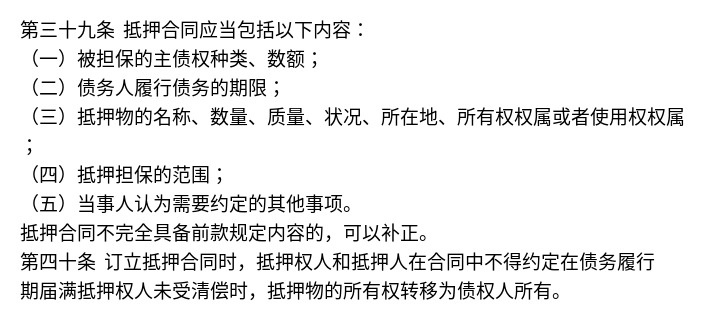 第三十九条 抵押合同应当包括以下内容：
（一）被担保的主债权种类、数额；
（二）债务人履行债务的期限；
（三）抵押物的名称、数量、质量、状况、所在地、所有权权属或者使用权权属
；
（四）抵押担保的范围；
（五）当事人认为需要约定的其他事项。
抵押合同不完全具备前款规定内容的，可以补正。
第四十条 订立抵押合同时，抵押权人和抵押人在合同中不得约定在债务履行
期届满抵押权人未受清偿时，抵押物的所有权转移为债权人所有。